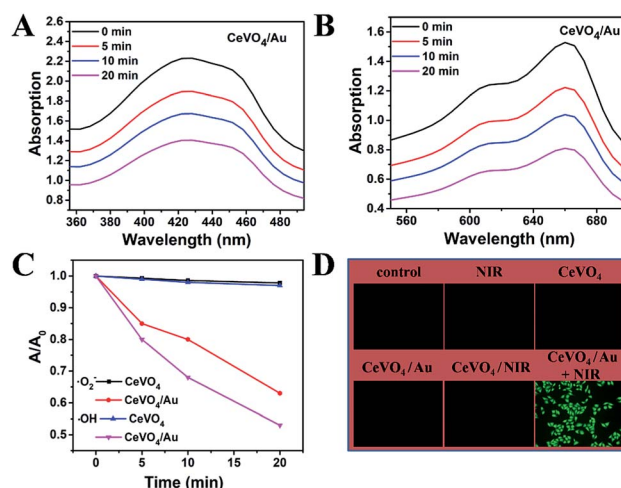 A
CeVO4/Au
0 min
5 min
10 min
20 min
2.6
2.4
2.2
2.0
1.8
1.6
1.4
1.2
1.0
0.8
Absorption
360 390 420 450 480
Wavelength (nm)
B
CeVO4/Au
0 min
5 min
10 min
20 min
1.6
1.4
1.2
1.0
0.8
0.6
0.4
Absorption
560 600 640 680
Wavelength (nm)
C
1.0
0.9
0.8
0.7
0.6
0.5
A/A0
·O2- CeVO4
CeVO4/Au
·OH CeVO4
CeVO4/Au
0 5 10 15 20
Time (min)
D
control NIR CeVO4
CeVO4/Au CeVO4/NIR CeVO4/Au
+ NIR